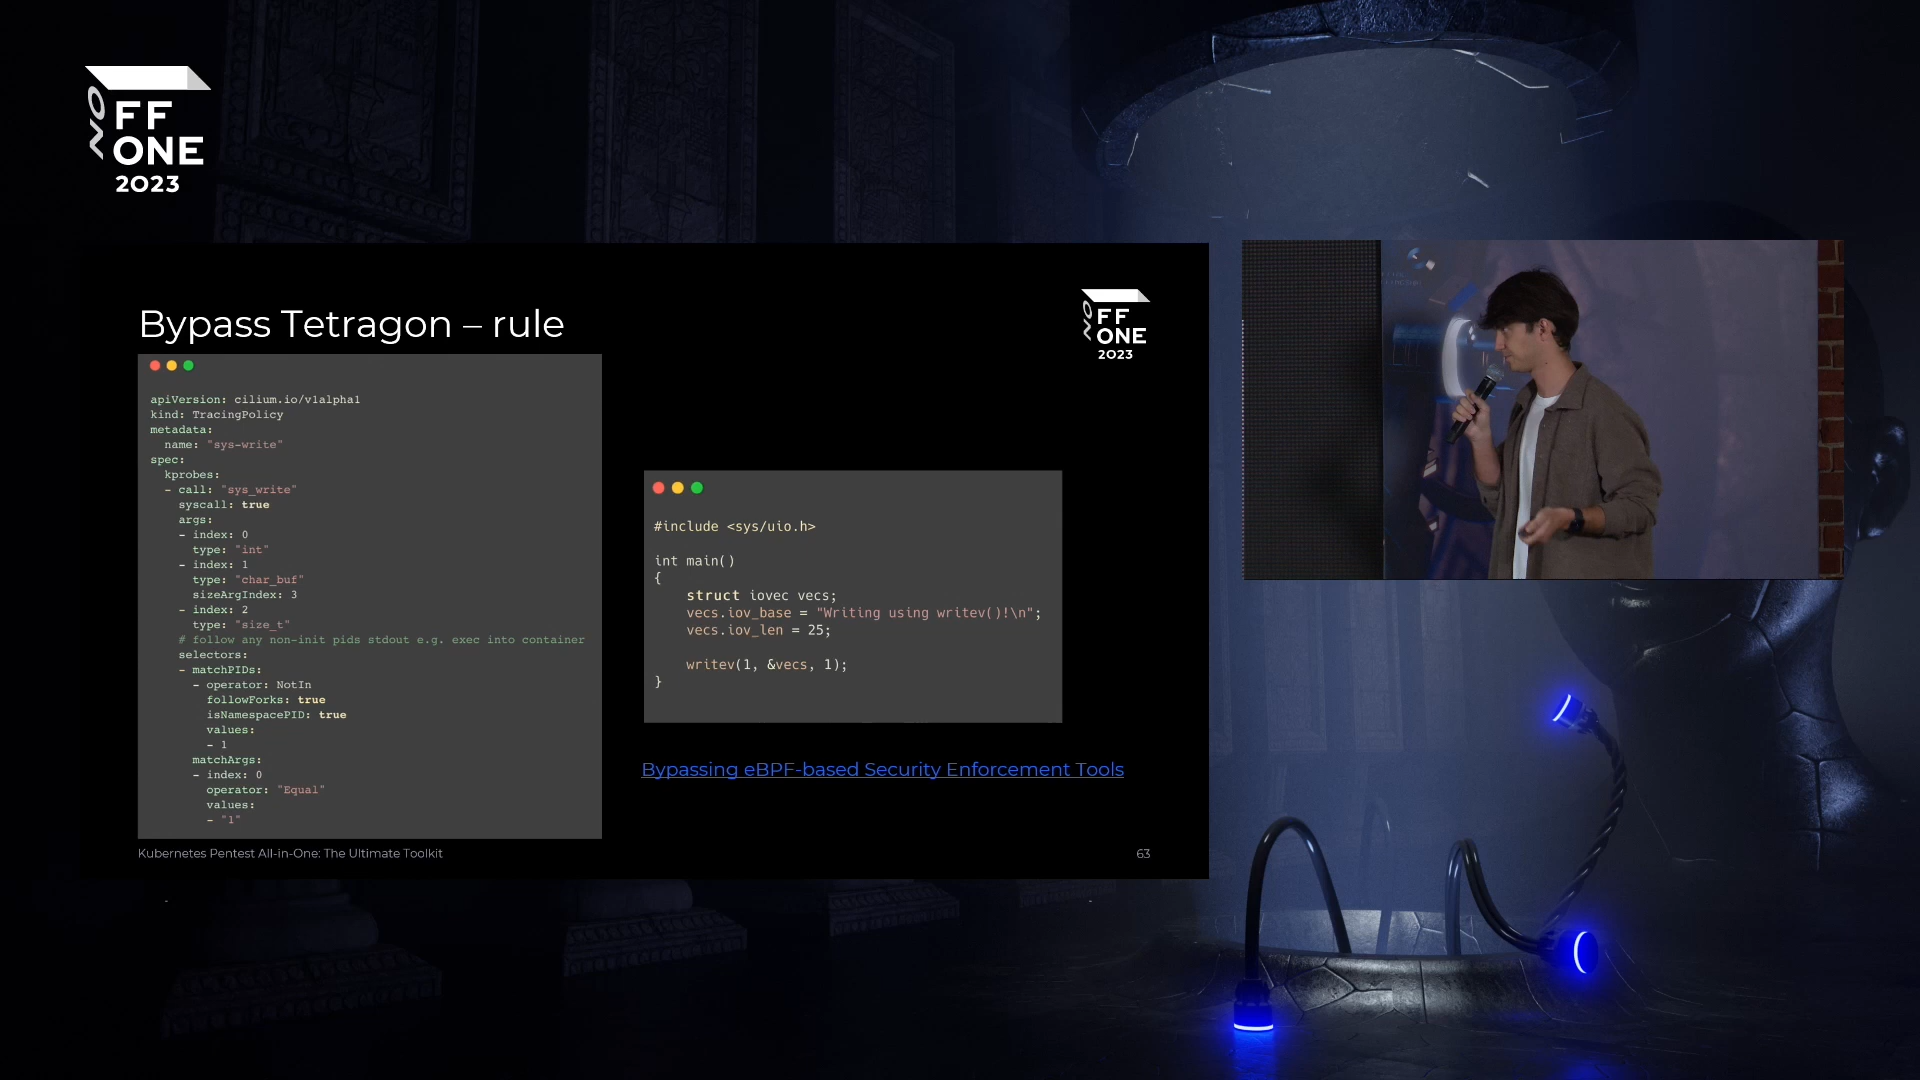 NO
FF
ONE
2023
Bypass Tetragon – rule
NO
FF
ONE
2023
apiVersion: cilium.io/v1alpha1
kind: TracingPolicy
metadata:
  name: "sys-write"
spec:
  kprobes:
  - call: "sys_write"
    syscall: true
    args:
    - index: 0
      type: "int"
    - index: 1
      type: "char_buf"
      sizeArgIndex: 3
    - index: 2
      type: "size_t"
    # follow any non-init pids stdout e.g. exec into container
    selectors:
    - matchPIDs:
      - operator: NotIn
        followForks: true
        isNamespacePID: true
        values:
        - 1
      matchArgs:
      - index: 0
        operator: "Equal"
        values:
        - "1"
#include <sys/uio.h>
int main()
{
    struct iovec vecs;
    vecs.iov_base = "Writing using writev()!\n";
    vecs.iov_len = 25;
    writev(1, &vecs, 1);
}
Bypassing eBPF-based Security Enforcement Tools
Kubernetes Pentest All-in-One: The Ultimate Toolkit
63